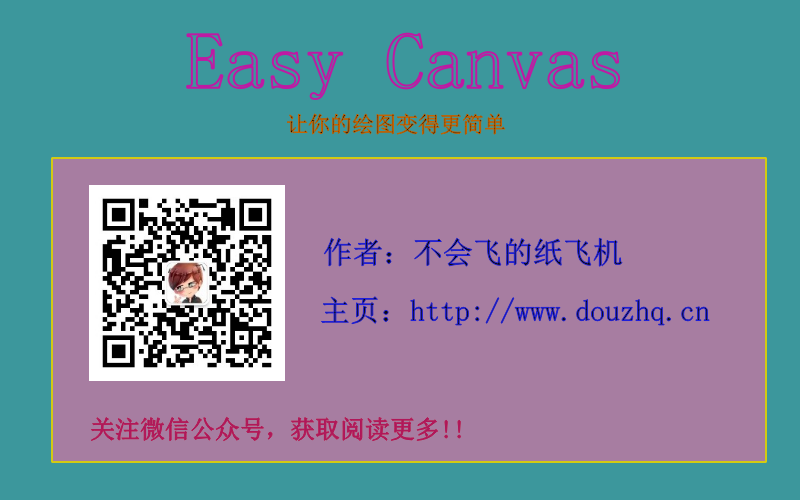 Easy Canvas
让你的绘图变得更简单
作者：不会飞的纸飞机
主页：http://www.douzhq.cn
关注微信公众号，获取阅读更多!!